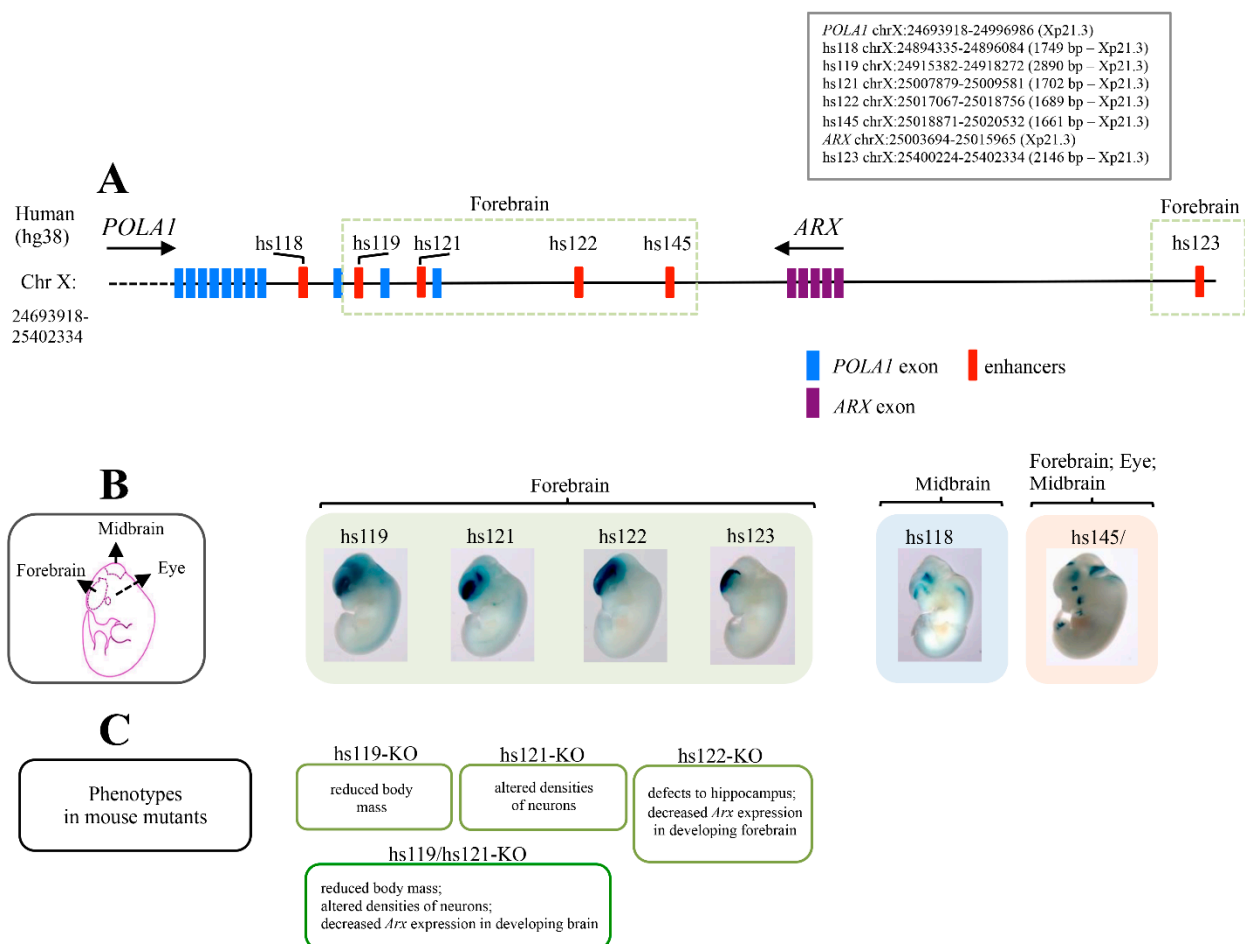 POLA1 chrX:24693918-24996986 (Xp21.3)
hs118 chrX:24894335-24896084 (1749 bp – Xp21.3)
hs119 chrX:24915382-24918272 (2890 bp – Xp21.3)
hs121 chrX:25007879-25009581 (1702 bp – Xp21.3)
hs122 chrX:25017067-25018756 (1689 bp – Xp21.3)
hs145 chrX:25018871-25020532 (1661 bp – Xp21.3)
ARX chrX:25003694-25015965 (Xp21.3)
hs123 chrX:25400224-25402334 (2146 bp – Xp21.3)
A
Human
(hg38)
POLA1
Forebrain
ARX
Forebrain
hs118
hs119
hs121
hs122
hs145
hs123
Chr X:
24693918-
25402334
POLA1 exon
enhancers
ARX exon
B
Midbrain
Forebrain
Eye
Forebrain
Midbrain
Forebrain; Eye;
Midbrain
hs119
hs121
hs122
hs123
hs118
hs145/
C
Phenotypes
in mouse mutants
hs119-KO
reduced body
mass
hs121-KO
altered densities
of neurons
hs122-KO
defects to hippocampus;
decreased Arx expression
in developing forebrain
hs119/hs121-KO
reduced body mass;
altered densities of neurons;
decreased Arx expression in developing brain